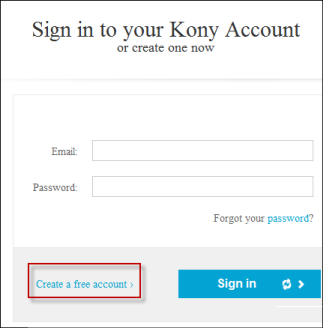 Sign in to your Kony Account
or create one now
Email:
Password:
Forgot your password?
Create a free account ›
Sign in